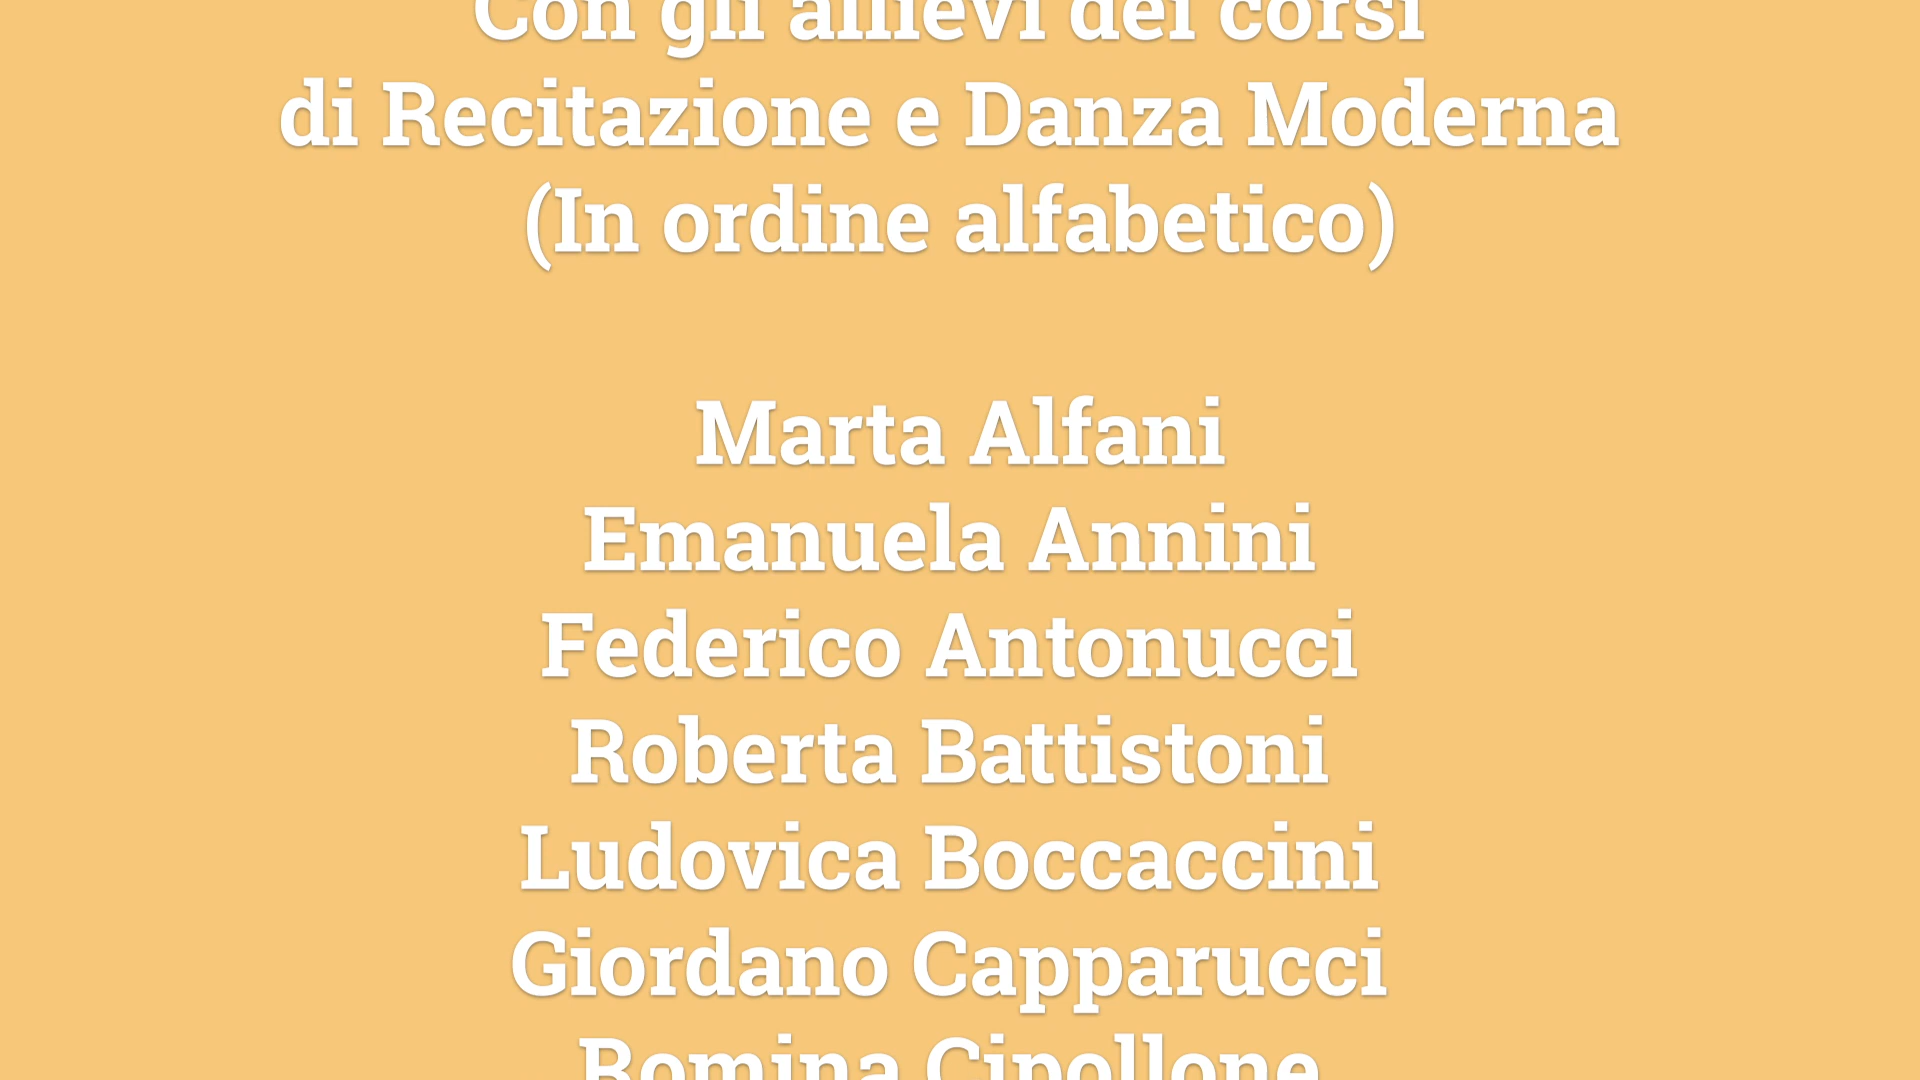 Con gli allievi dei corsi
di Recitazione e Danza Moderna
(In ordine alfabetico)
Marta Alfani
Emanuela Annini
Federico Antonucci
Roberta Battistoni
Ludovica Boccaccini
Giordano Capparucci
Romina Cipollone